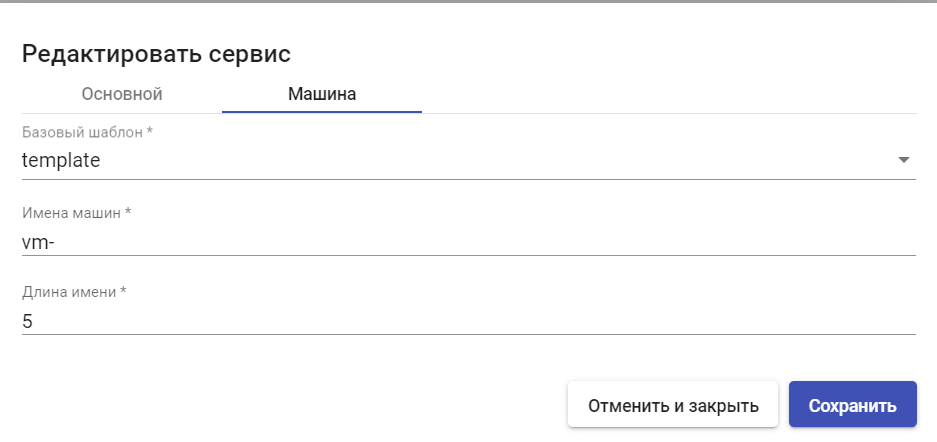 Редактировать сервис
Основной Машина
Базовый шаблон *
template
Имена машин *
vm-
Длина имени *
5
Отменить и закрыть Сохранить